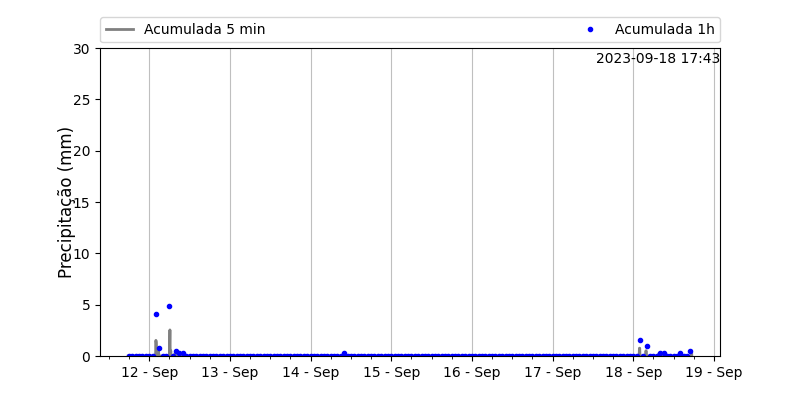 Acumulada 5 min
Acumulada 1h
2023-09-18 17:43
Precipitação (mm)
30
25
20
15
10
5
0
12 - Sep
13 - Sep
14 - Sep
15 - Sep
16 - Sep
17 - Sep
18 - Sep
19 - Sep